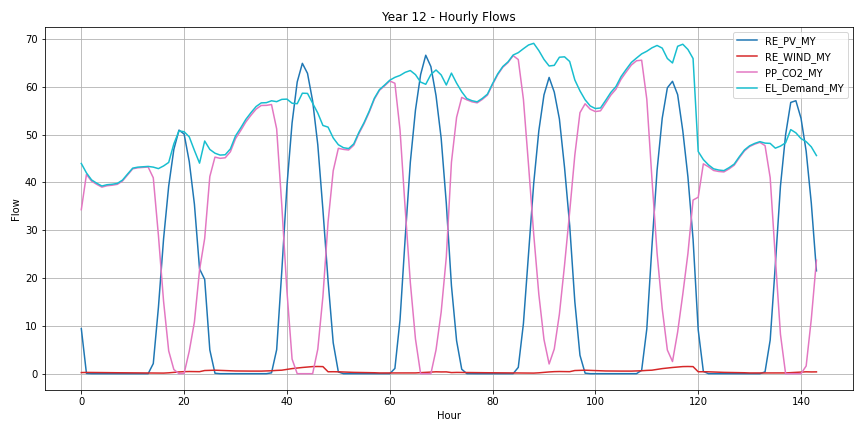 Year 12 - Hourly Flows
RE_PV_MY
RE_WIND_MY
PP_CO2_MY
EL_Demand_MY
Flow
70
60
50
40
30
20
10
0
0 20 40 60 80 100 120 140
Hour